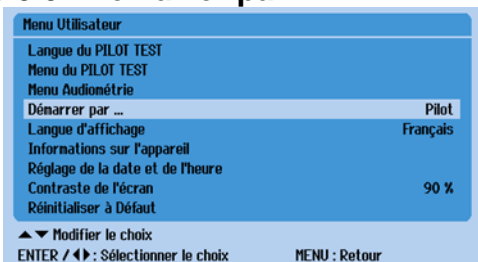 Menu Utilisateur
Langue du PILOT TEST
Menu du PILOT TEST
Menu Audiométrie
Démarrer par ... Pilot
Langue d'affichage Français
Informations sur l'appareil
Réglage de la date et de l'heure
Contraste de l'écran 90 %
Réinitialiser à Défaut
▲▼ Modifier le choix
ENTER / ◀▶ : Sélectionner le choix MENU : Retour